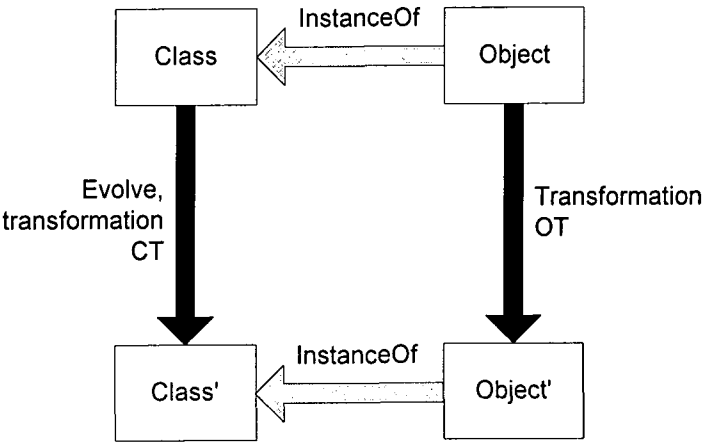 InstanceOf
Class
Object
Evolve,
transformation
CT
Transformation
OT
InstanceOf
Class'
Object'